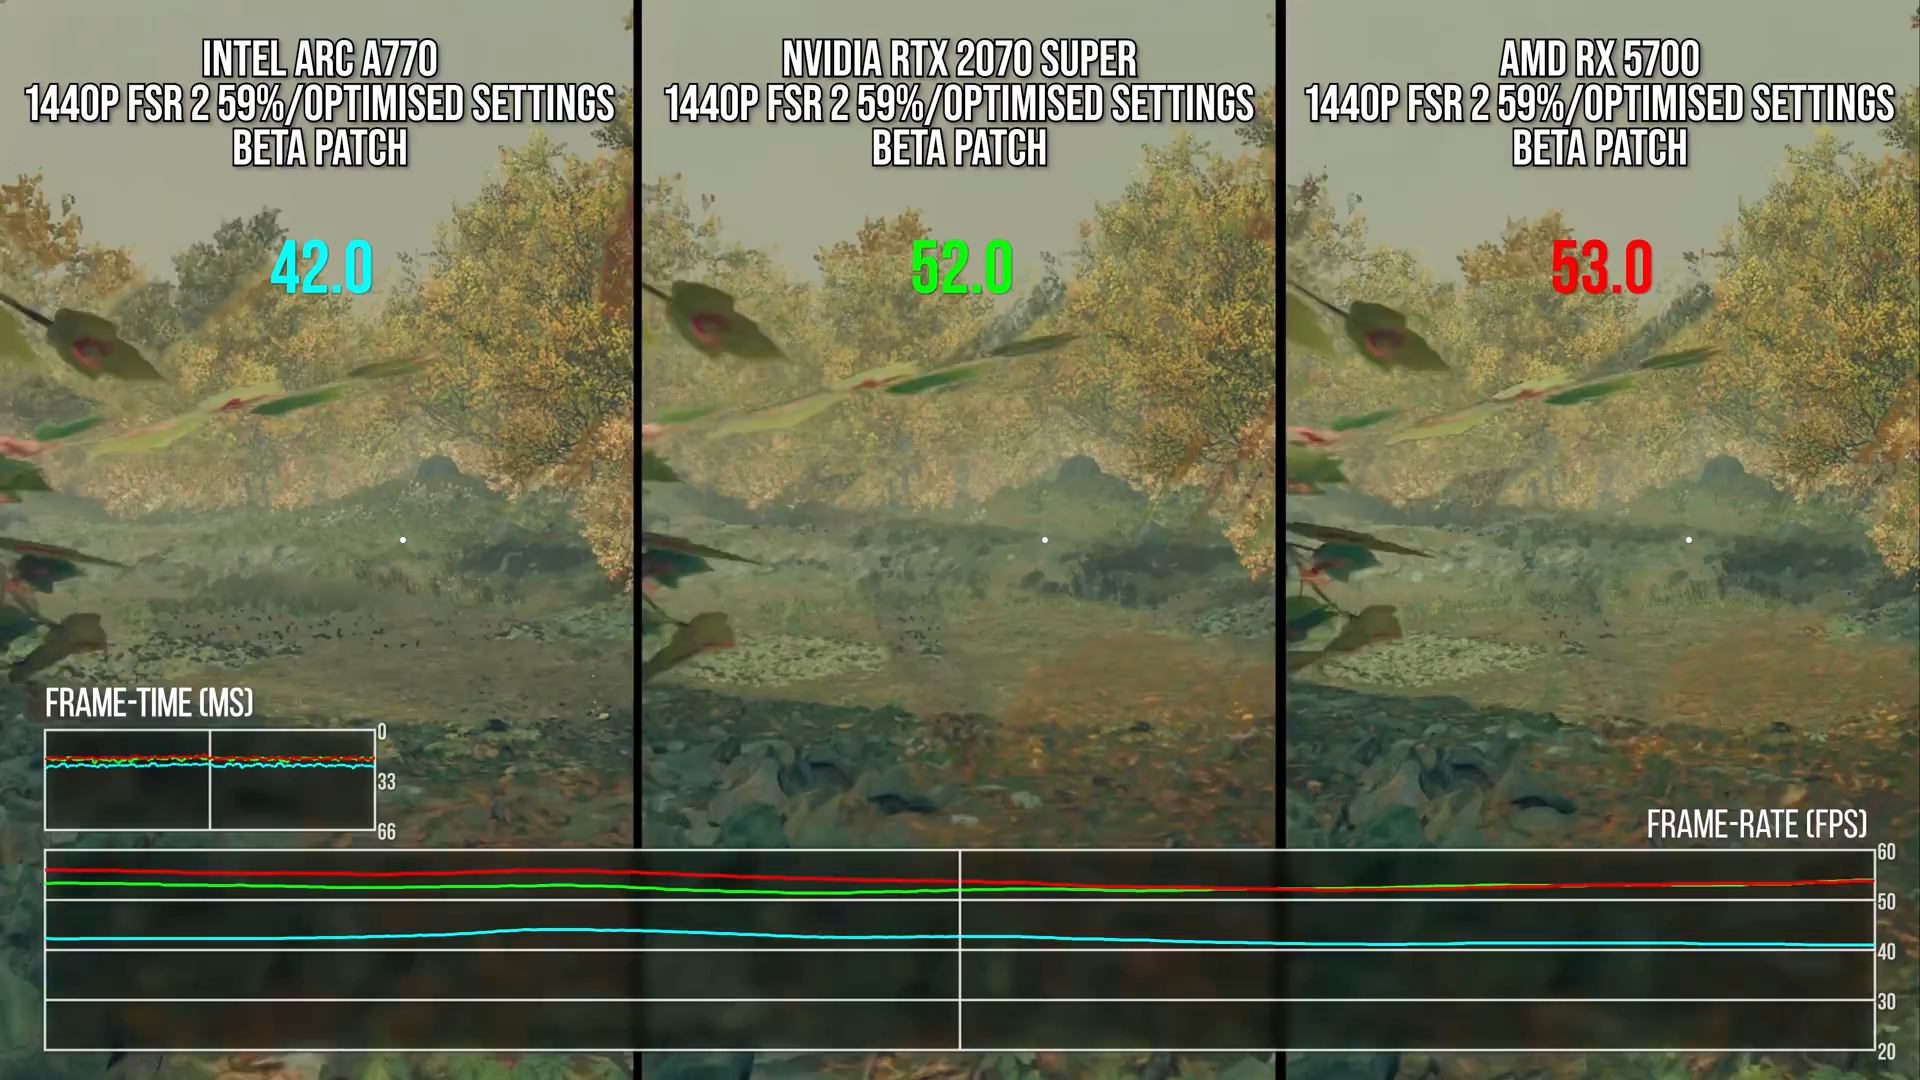 INTEL ARC A770
1440P FSR 2 59%/OPTIMISED SETTINGS
BETA PATCH
42.0
NVIDIA RTX 2070 SUPER
1440P FSR 2 59%/OPTIMISED SETTINGS
BETA PATCH
52.0
AMD RX 5700
1440P FSR 2 59%/OPTIMISED SETTINGS
BETA PATCH
53.0
FRAME-TIME (MS)
0
33
66
FRAME-RATE (FPS)
60
50
40
30
20